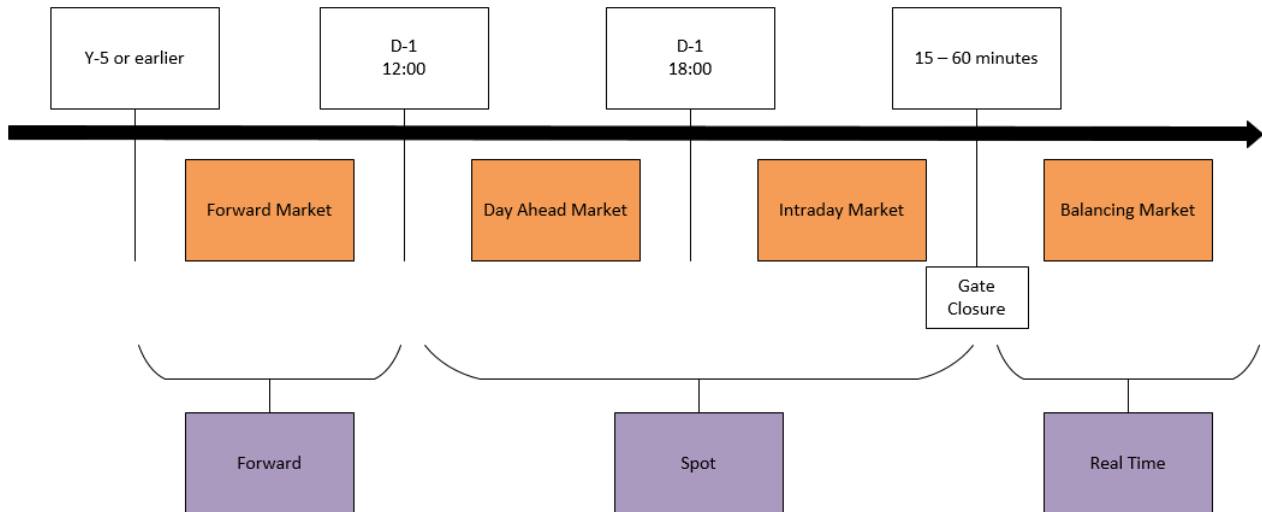 Y-5 or earlier
D-1
12:00
D-1
18:00
15 – 60 minutes
Forward Market
Day Ahead Market
Intraday Market
Balancing Market
Gate
Closure
Forward
Spot
Real Time